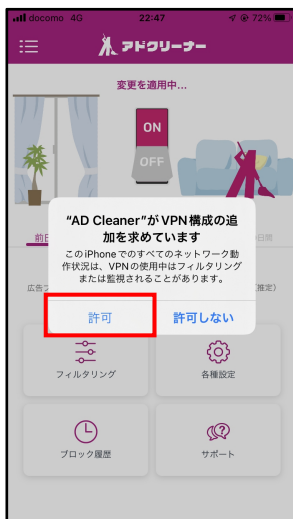 docomo 4G 22:47 72%
アドクリーナー
変更を適用中...
ON
OFF
"AD Cleaner"がVPN構成の追
加を求めています
このiPhoneでのすべてのネットワーク動
作状況は、VPNの使用中はフィルタリング
または監視されることがあります。
許可 許可しない
フィルタリング 各種設定
ブロック履歴 サポート